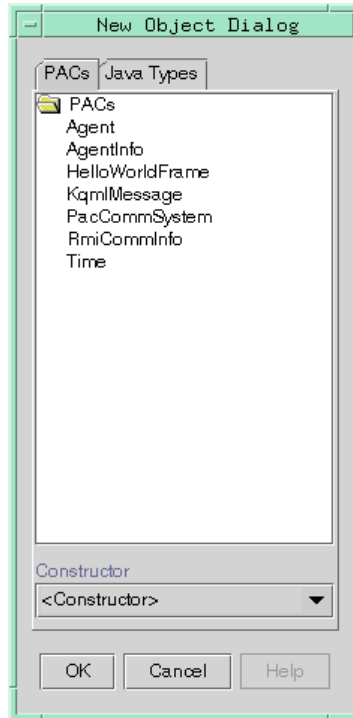 New Object Dialog
PACs Java Types
PACs
Agent
AgentInfo
HelloWorldFrame
KqmlMessage
PacCommSystem
RmiCommInfo
Time
Constructor
<Constructor>
OK Cancel Help